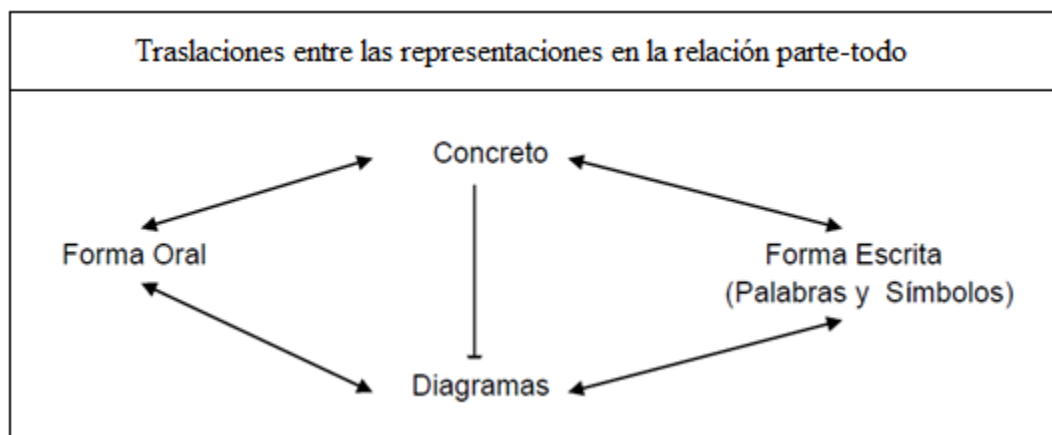 Traslaciones entre las representaciones en la relación parte-todo
Concreto
Forma Oral
Forma Escrita
(Palabras y Símbolos)
Diagramas